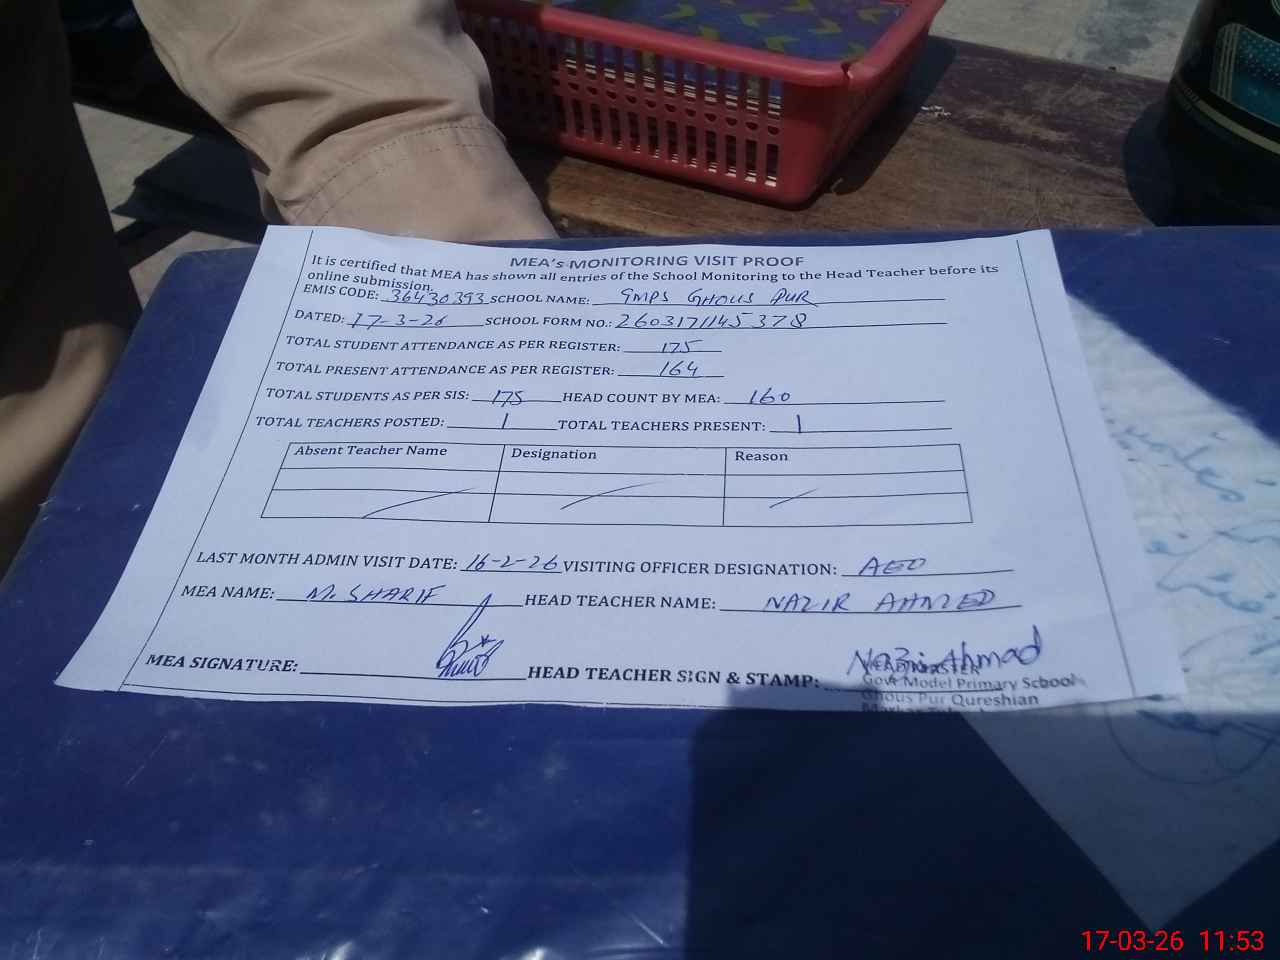 MEA's MONITORING VISIT PROOF
It is certified that MEA has shown all entries of the School Monitoring to the Head Teacher before its
online submission.
EMIS CODE: 36430393 SCHOOL NAME: GMPS GHOUS PUR
DATED: 17-3-26 SCHOOL FORM NO.: 260317/145378
TOTAL STUDENT ATTENDANCE AS PER REGISTER: 175
TOTAL PRESENT ATTENDANCE AS PER REGISTER: 164
TOTAL STUDENTS AS PER SIS: 175 HEAD COUNT BY MEA: 160
TOTAL TEACHERS POSTED: 1 TOTAL TEACHERS PRESENT: 1
Absent Teacher Name Designation Reason
LAST MONTH ADMIN VISIT DATE: 16-2-26 VISITING OFFICER DESIGNATION: AEO
MEA NAME: M. SHARIF HEAD TEACHER NAME: NAZIR AHMED
MEA SIGNATURE: HEAD TEACHER SIGN & STAMP: Nazir Ahmad
HEADMASTER
Govt Model Primary School
Ghous Pur Qureshian
17-03-26 11:53